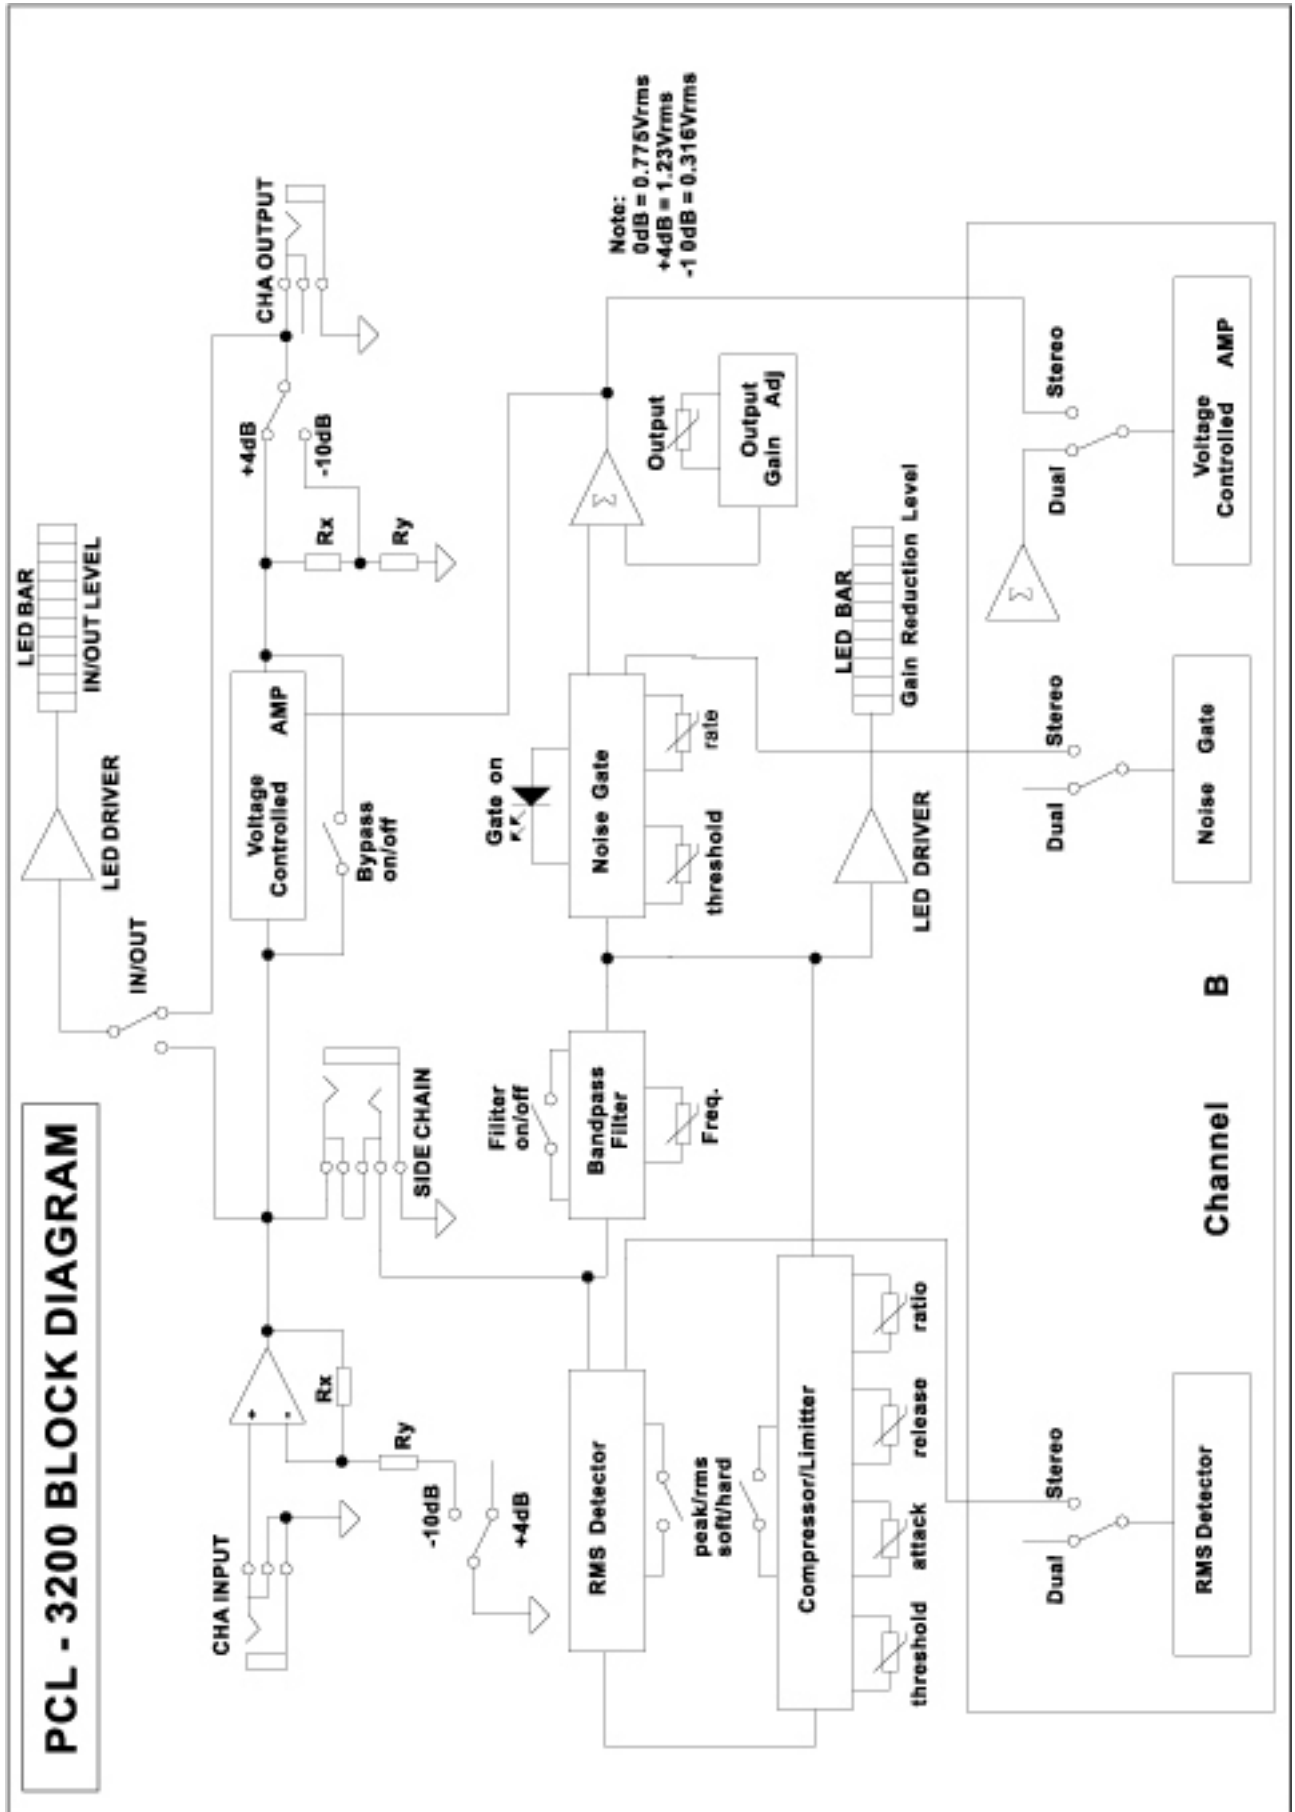 PCL - 3200 BLOCK DIAGRAM
LED BAR
IN/OUT LEVEL
LED DRIVER
IN/OUT
CHA INPUT
+
-
Rx
Ry
-10dB
+4dB
SIDE CHAIN
Voltage
Controlled AMP
Bypass
on/off
Rx
Ry
+4dB
-10dB
CHA OUTPUT
Note:
0dB = 0.775Vrms
+4dB = 1.23Vrms
-1 0dB = 0.316Vrms
RMS Detector
peak/rms
soft/hard
Filiter
on/off
Bandpass
Filter
Freq.
Gate on
Noise Gate
threshold
rate
Σ
Output
Output
Gain Adj
Compressor/Limitter
threshold
attack
release
ratio
LED DRIVER
LED BAR
Gain Reduction Level
Dual
Stereo
RMS Detector
Channel B
Dual
Stereo
Noise Gate
Σ
Dual
Stereo
Voltage
Controlled AMP